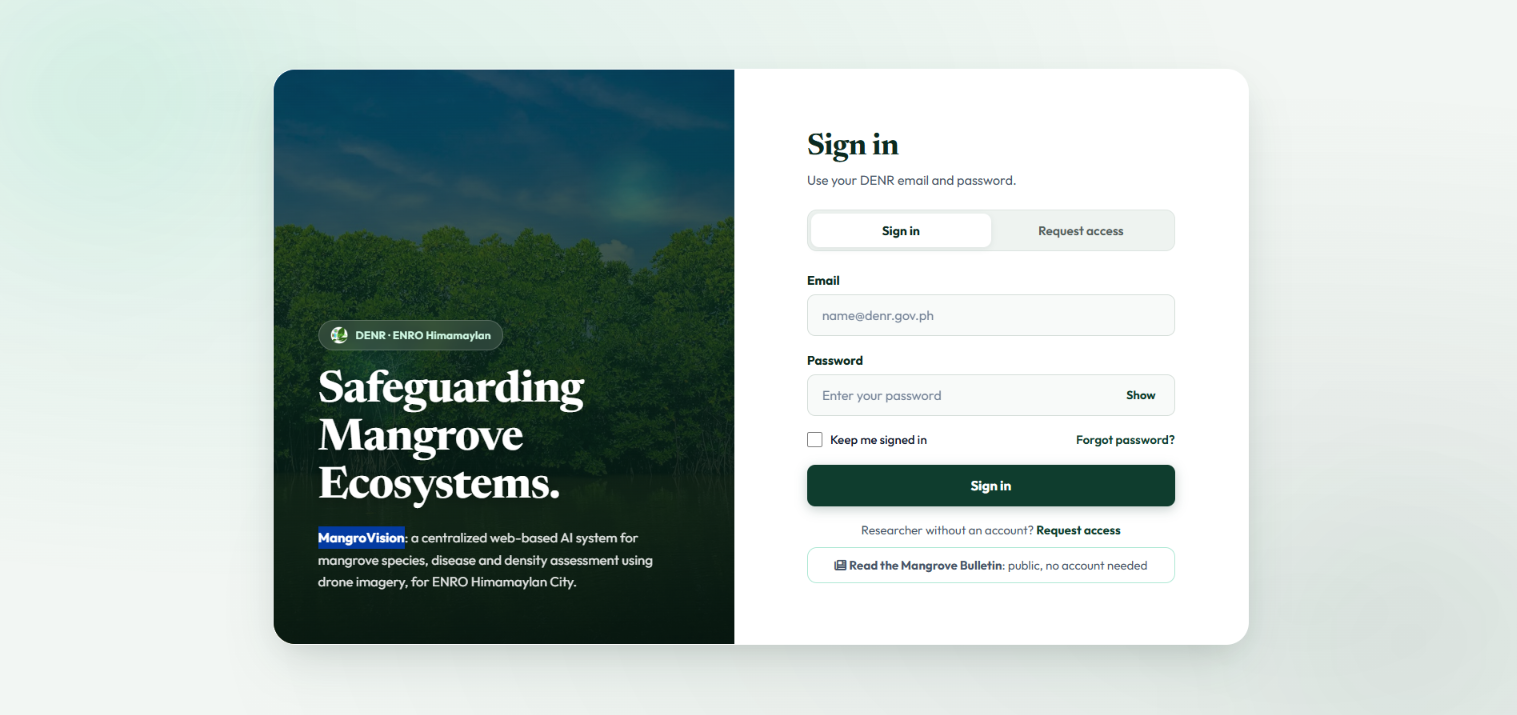 DENR · ENRO Himamaylan
Safeguarding
Mangrove
Ecosystems.
MangroVision: a centralized web-based AI system for
mangrove species, disease and density assessment using
drone imagery, for ENRO Himamaylan City.
Sign in
Use your DENR email and password.
Sign in
Request access
Email
name@denr.gov.ph
Password
Enter your password
Show
Keep me signed in
Forgot password?
Sign in
Researcher without an account? Request access
Read the Mangrove Bulletin: public, no account needed